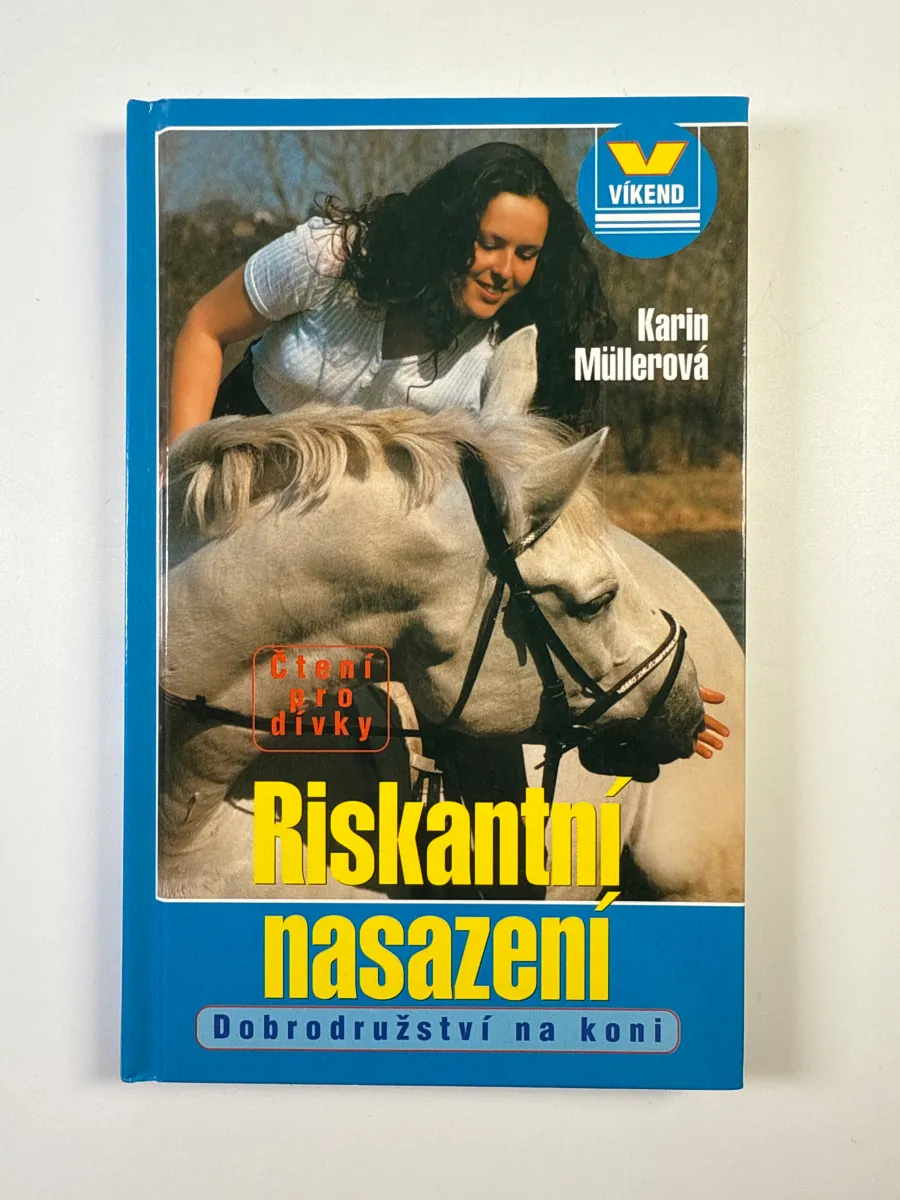 VÍKEND
Karin
Müllerová
Čtení
pro
dívky
Riskantní
nasazení
Dobrodružství na koni